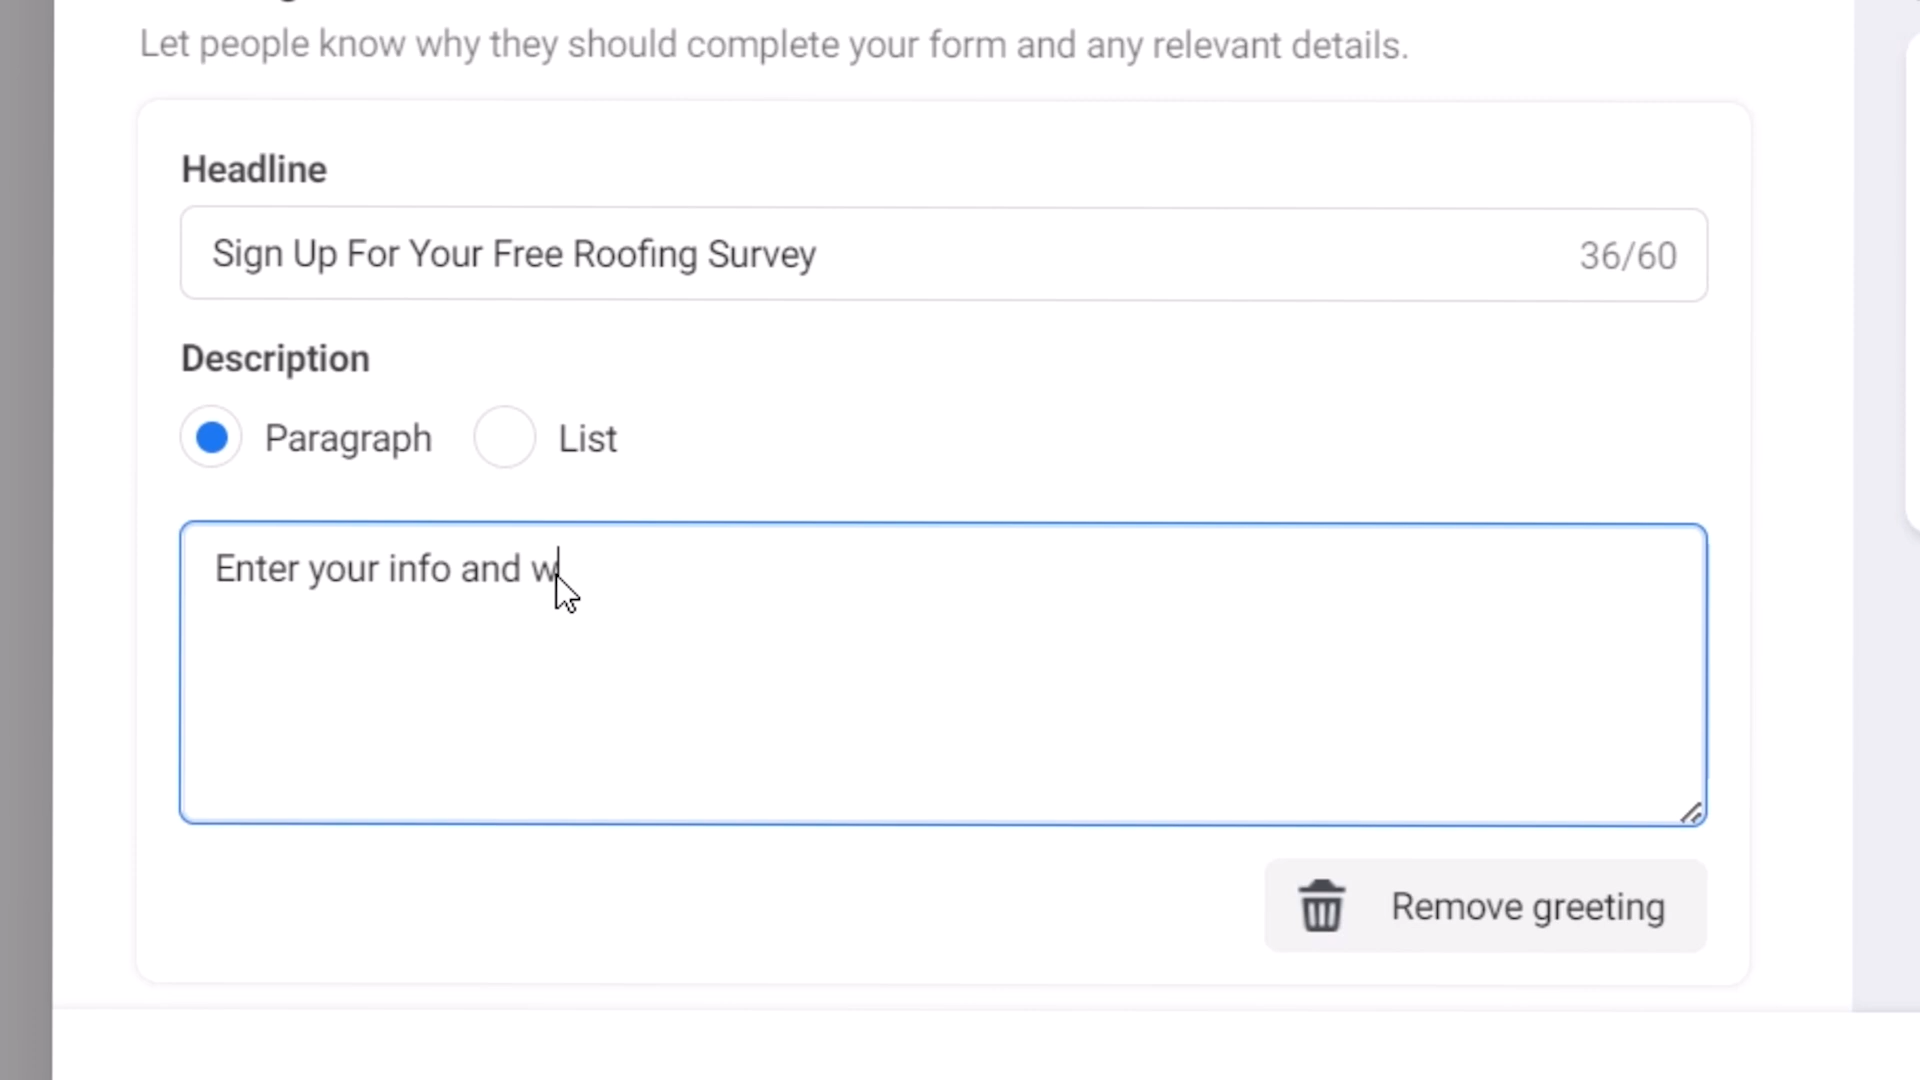 Let people know why they should complete your form and any relevant details.
Headline
Sign Up For Your Free Roofing Survey 36/60
Description
Paragraph List
Enter your info and w
Remove greeting